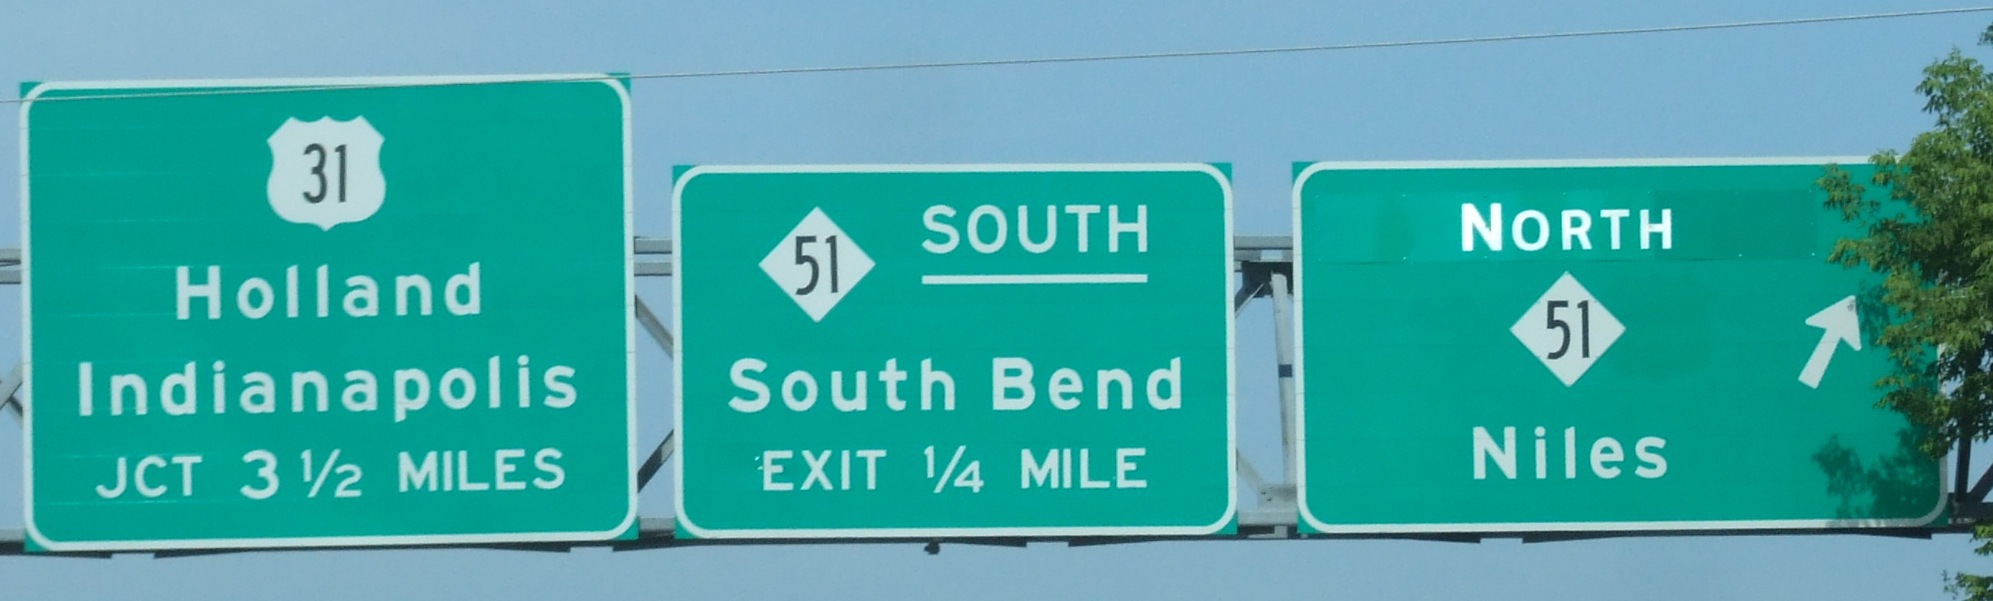 31
Holland
Indianapolis
JCT 3 1/2 MILES
51 SOUTH
South Bend
EXIT 1/4 MILE
NORTH
51
Niles